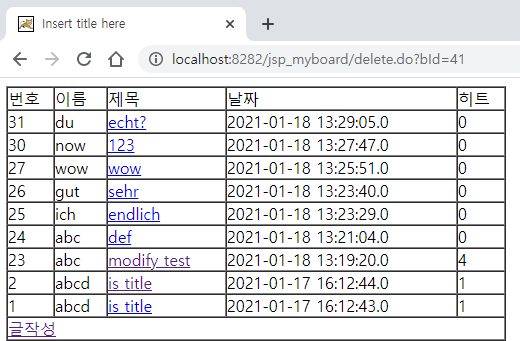 Insert title here
localhost:8282/jsp_myboard/delete.do?bId=41
번호 이름 제목 날짜 히트
31 du echt? 2021-01-18 13:29:05.0 0
30 now 123 2021-01-18 13:27:47.0 0
27 wow wow 2021-01-18 13:25:51.0 0
26 gut sehr 2021-01-18 13:23:40.0 0
25 ich endlich 2021-01-18 13:23:29.0 0
24 abc def 2021-01-18 13:21:04.0 0
23 abc modify test 2021-01-18 13:19:20.0 4
2 abcd is title 2021-01-17 16:12:44.0 1
1 abcd is title 2021-01-17 16:12:43.0 1
글작성